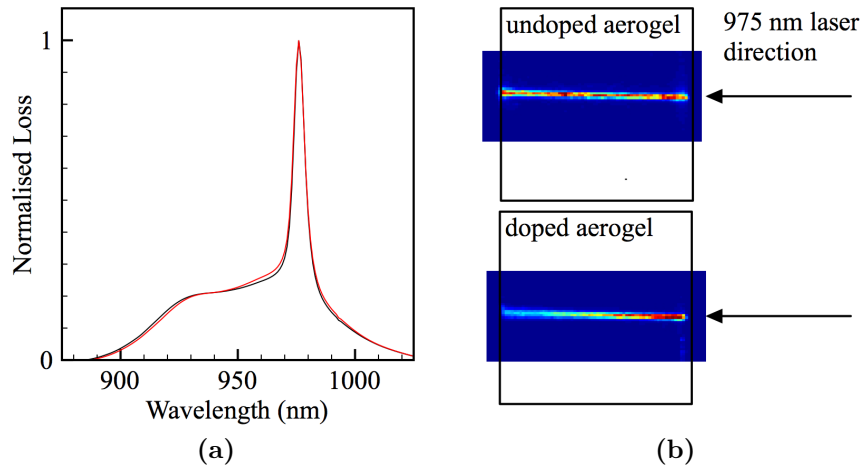 1
0
Normalised Loss
900
950
1000
Wavelength (nm)
(a)
undoped aerogel
975 nm laser
direction
doped aerogel
(b)